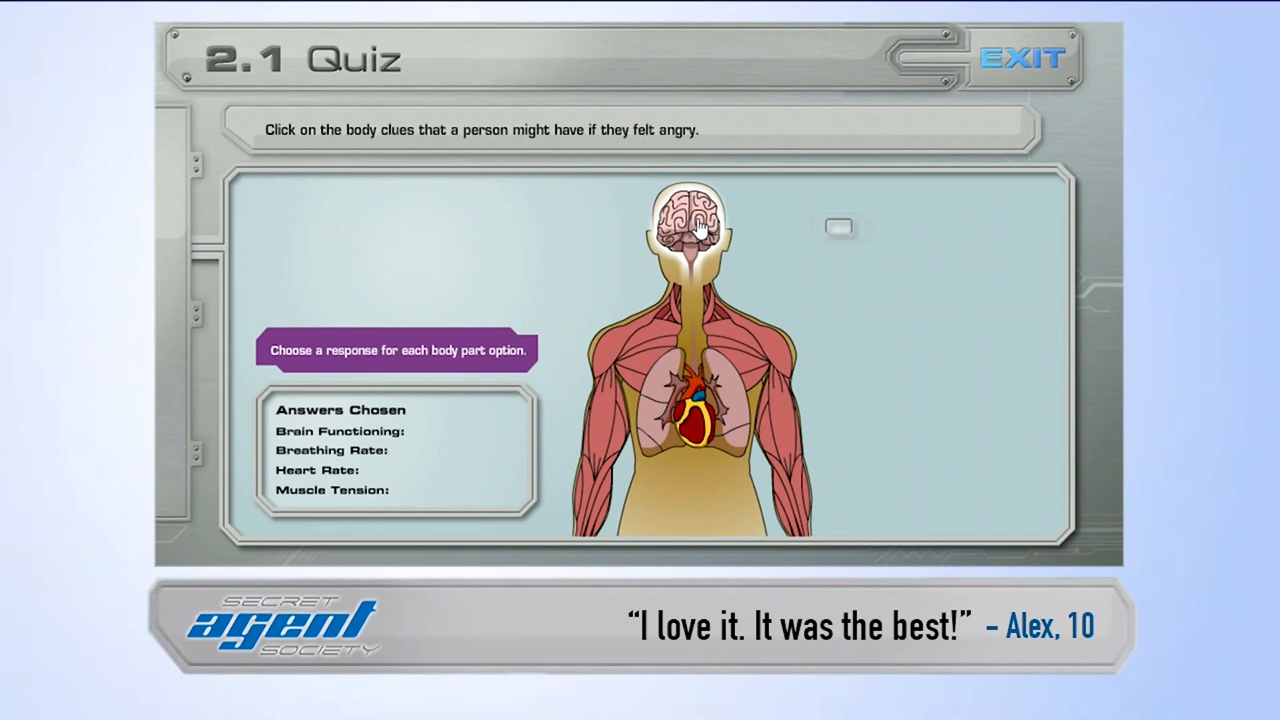 2.1 Quiz
EXIT
Click on the body clues that a person might have if they felt angry.
Choose a response for each body part option.
Answers Chosen
Brain Functioning:
Breathing Rate:
Heart Rate:
Muscle Tension:
SECRET
agent
SOCIETY
“I love it. It was the best!” – Alex, 10